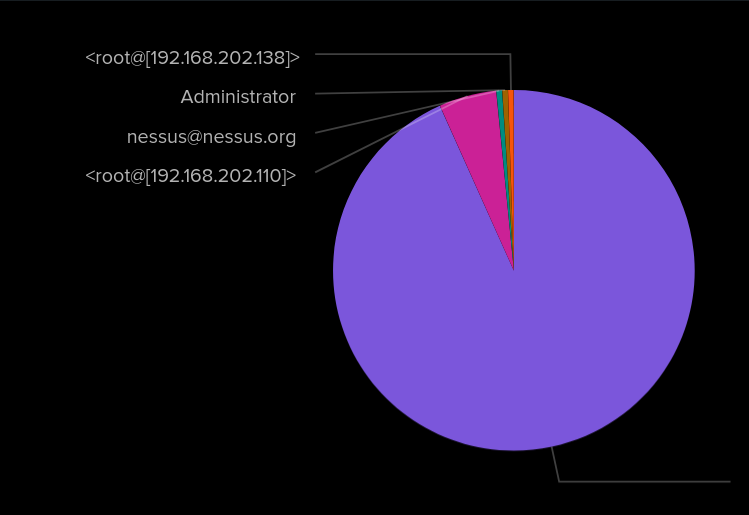 <root@[192.168.202.138]>
Administrator
nessus@nessus.org
<root@[192.168.202.110]>